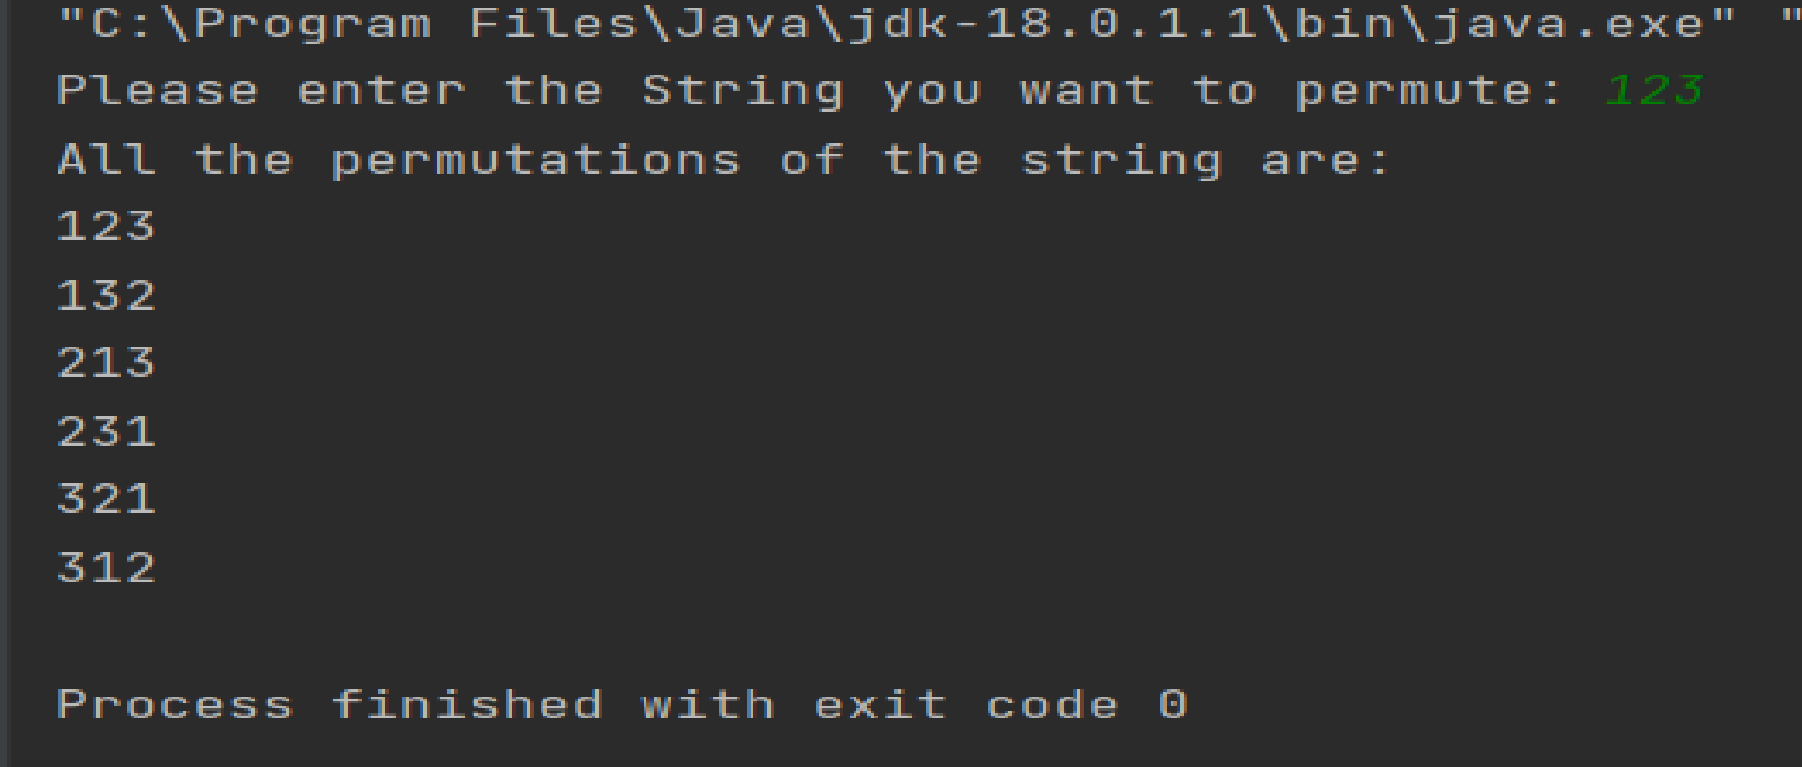 "C:\Program Files\Java\jdk-18.0.1.1\bin\java.exe" "
Please enter the String you want to permute: 123
All the permutations of the string are:
123
132
213
231
321
312
Process finished with exit code 0